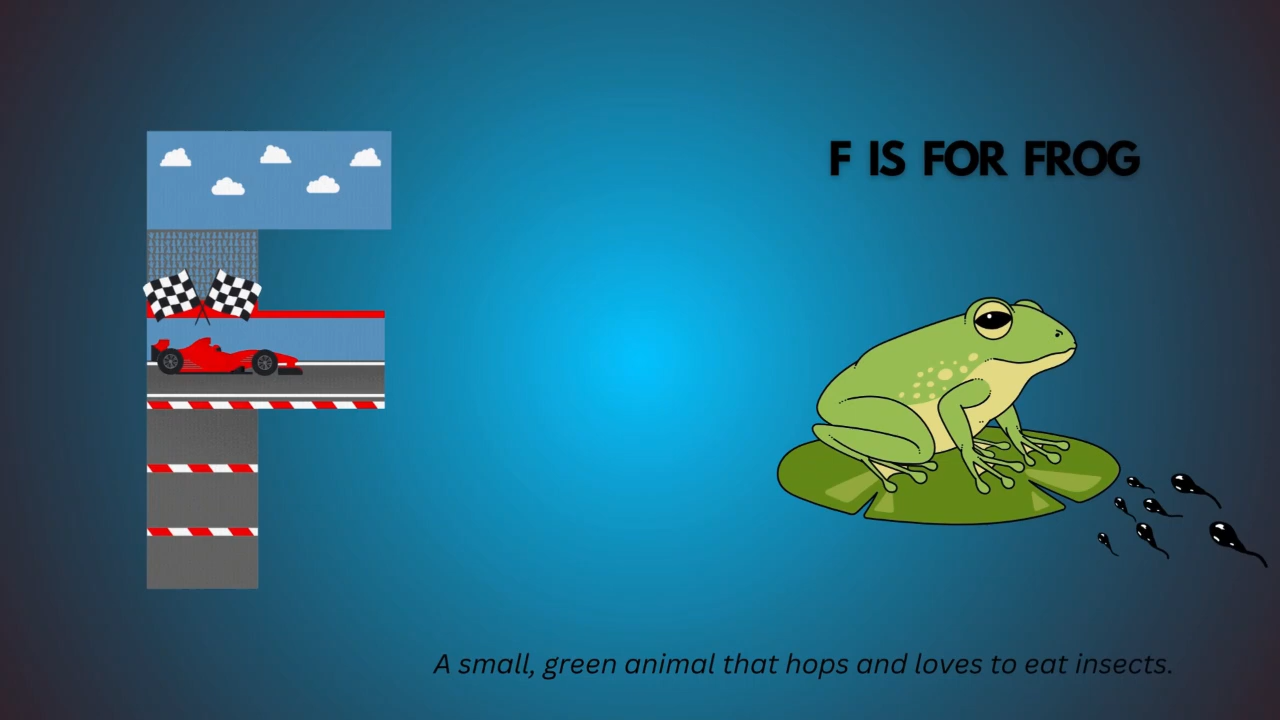 F IS FOR FROG
A small, green animal that hops and loves to eat insects.